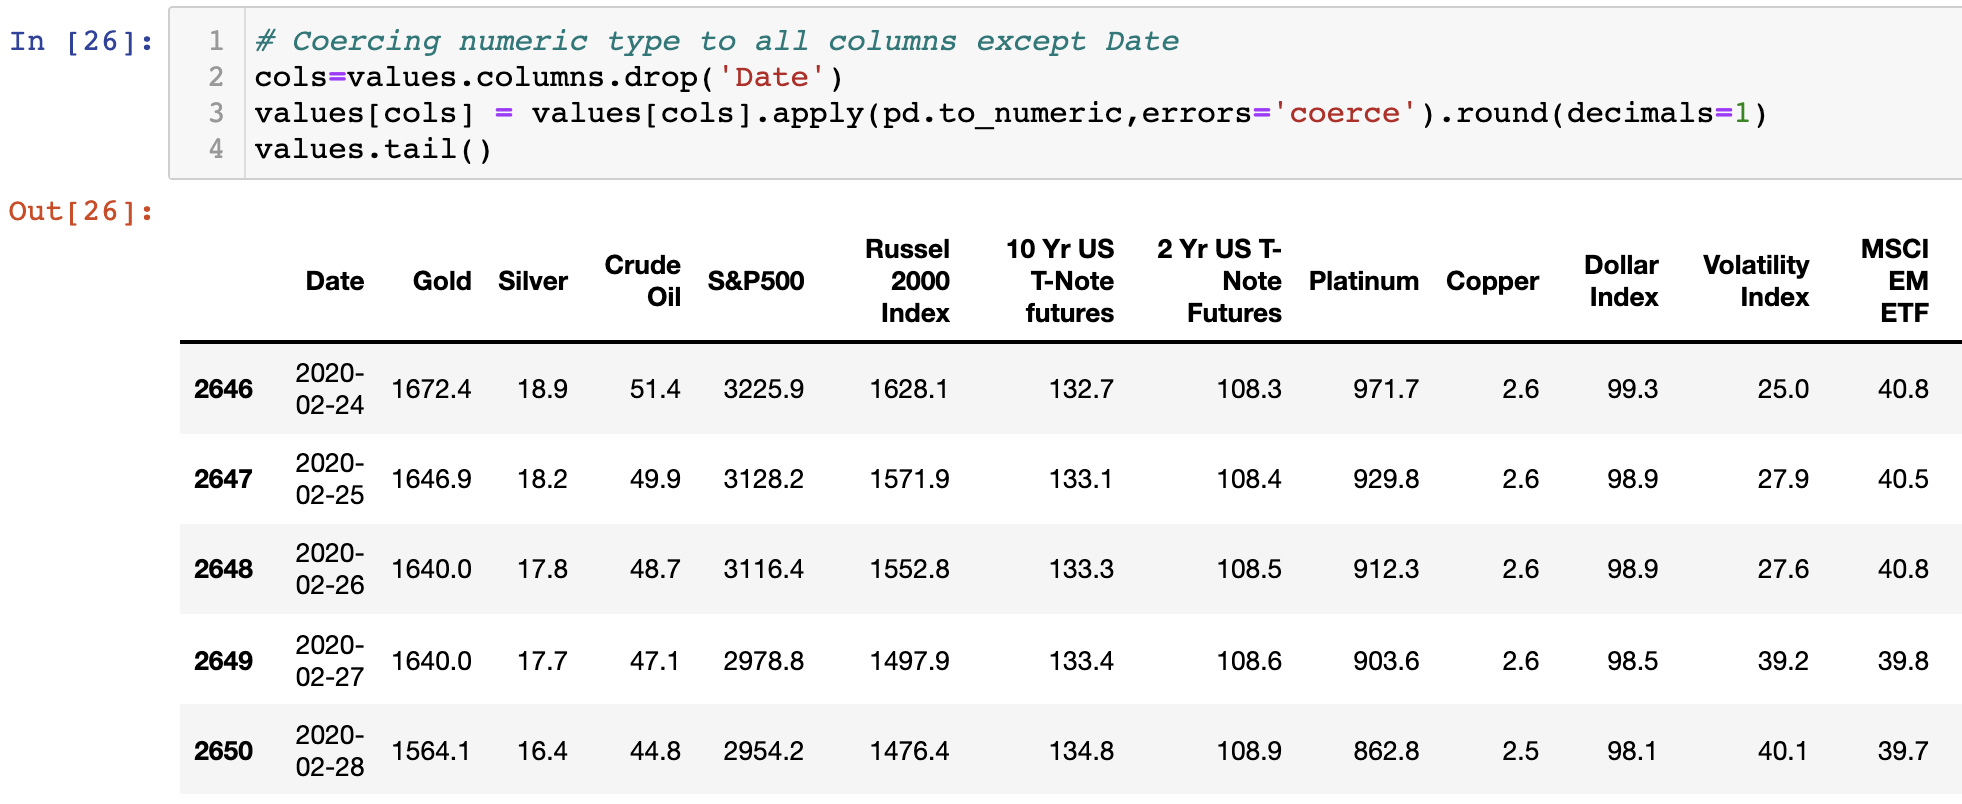 In [26]:
1 # Coercing numeric type to all columns except Date
2 cols=values.columns.drop('Date')
3 values[cols] = values[cols].apply(pd.to_numeric,errors='coerce').round(decimals=1)
4 values.tail()
Out[26]:
Date Gold Silver Crude Oil S&P500 Russel 2000 Index 10 Yr US T-Note futures 2 Yr US T-Note Futures Platinum Copper Dollar Index Volatility Index MSCI EM ETF
2646 2020-02-24 1672.4 18.9 51.4 3225.9 1628.1 132.7 108.3 971.7 2.6 99.3 25.0 40.8
2647 2020-02-25 1646.9 18.2 49.9 3128.2 1571.9 133.1 108.4 929.8 2.6 98.9 27.9 40.5
2648 2020-02-26 1640.0 17.8 48.7 3116.4 1552.8 133.3 108.5 912.3 2.6 98.9 27.6 40.8
2649 2020-02-27 1640.0 17.7 47.1 2978.8 1497.9 133.4 108.6 903.6 2.6 98.5 39.2 39.8
2650 2020-02-28 1564.1 16.4 44.8 2954.2 1476.4 134.8 108.9 862.8 2.5 98.1 40.1 39.7